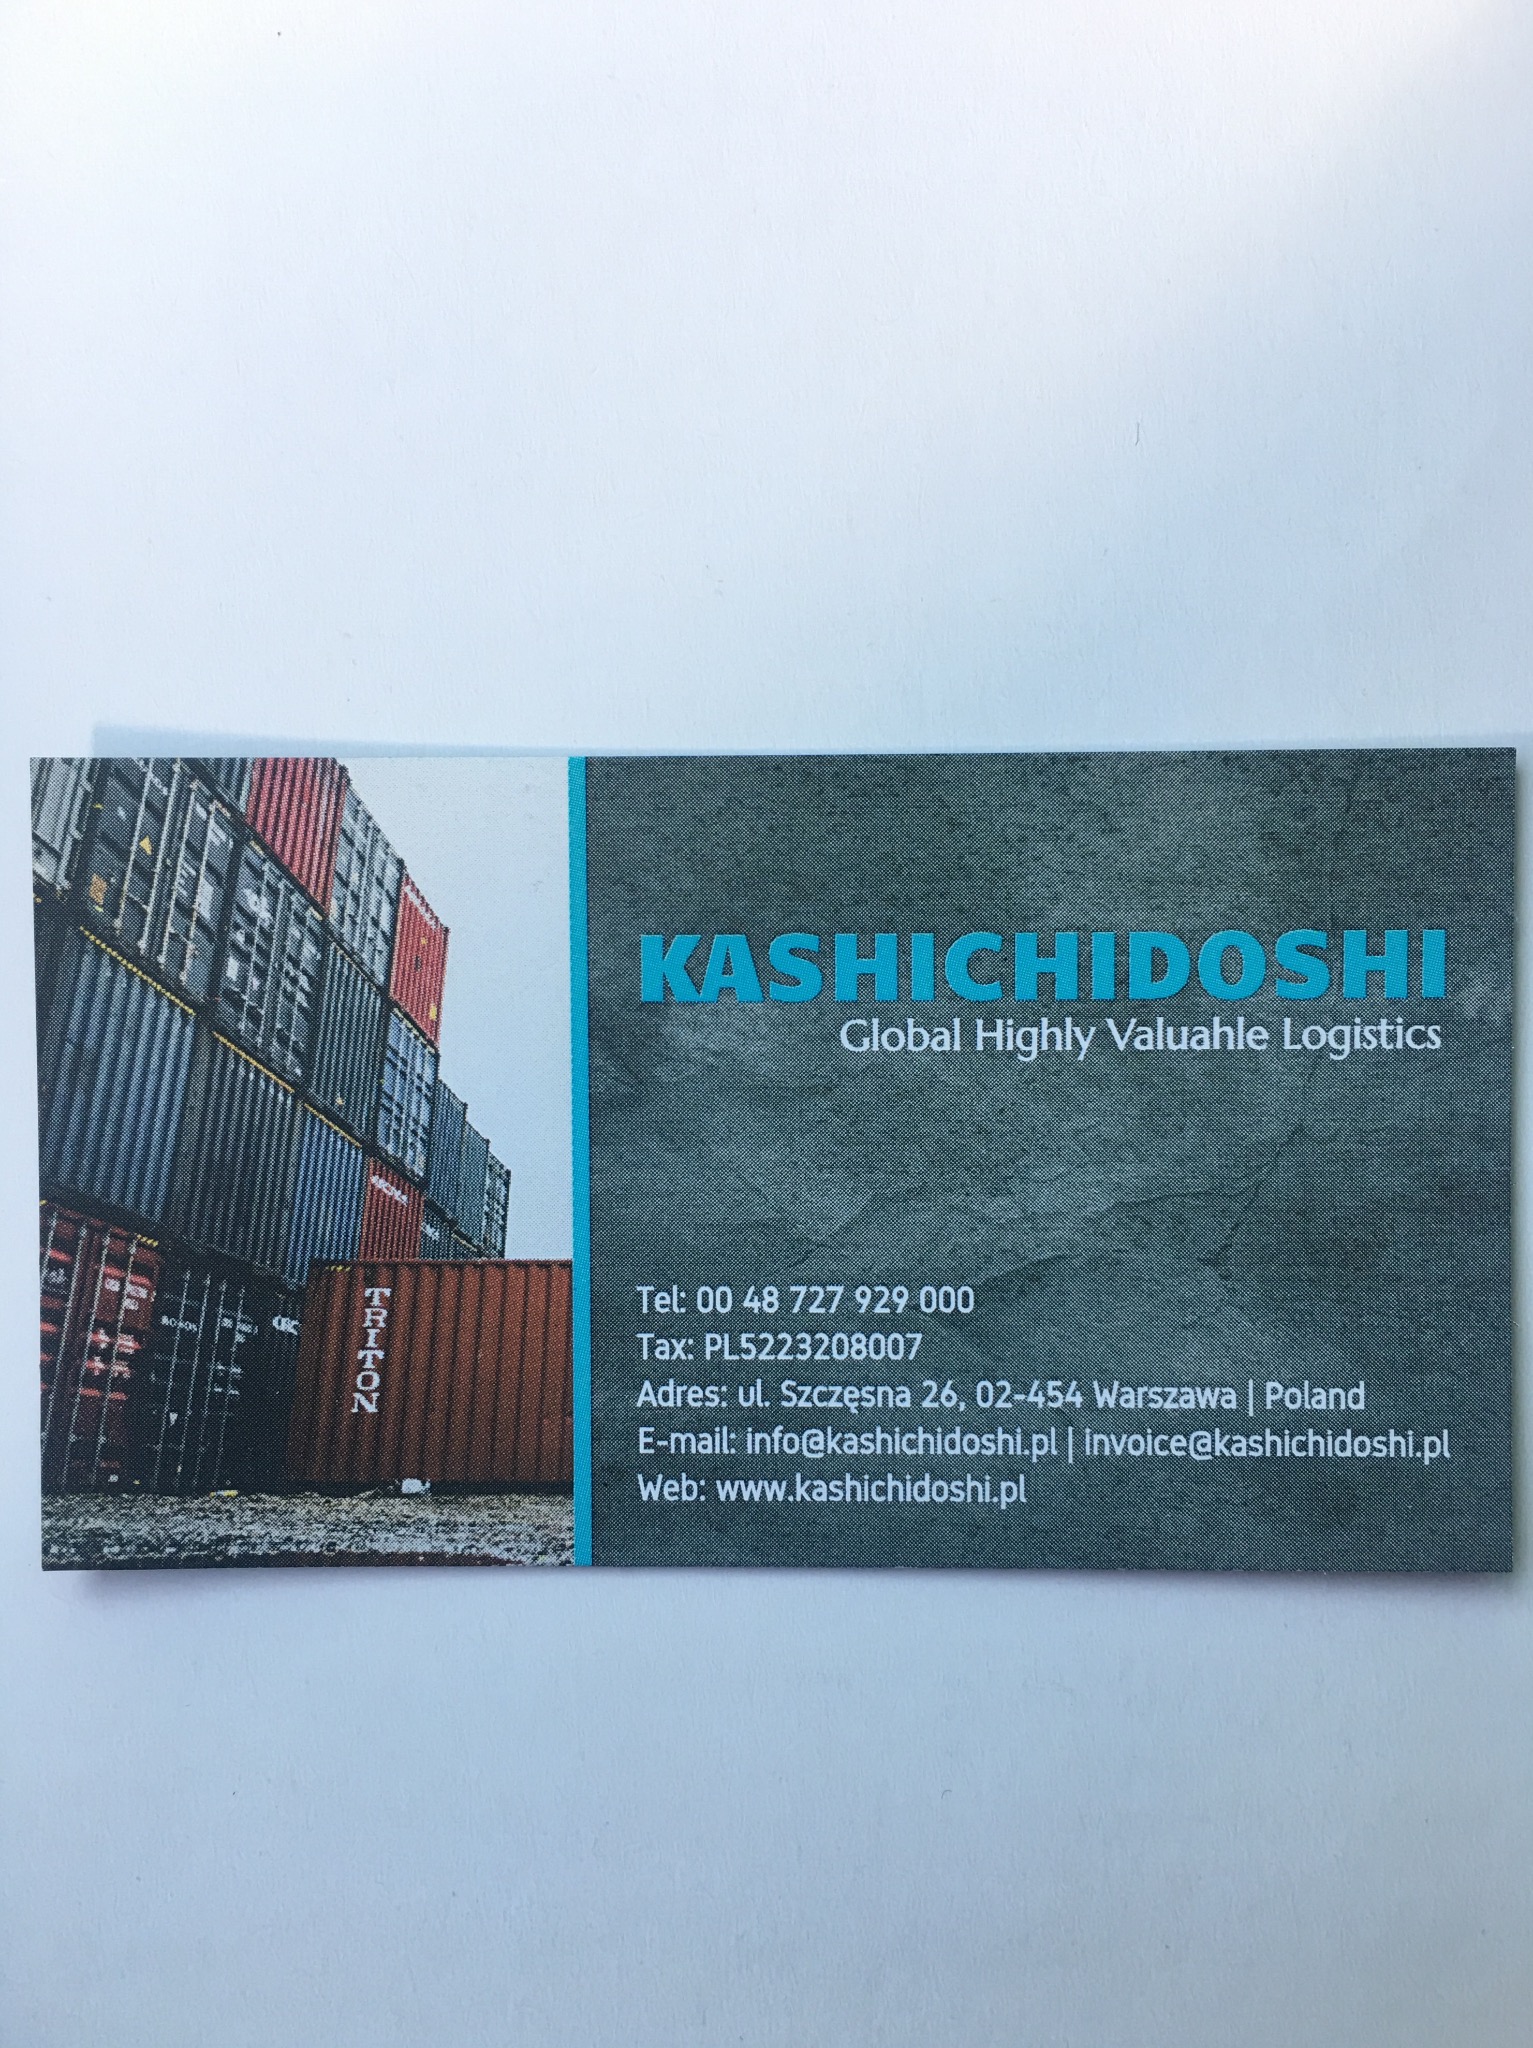 KASHICHIDOSHI
Global Highly Valuahle Logistics
TRITON
Tel: 00 48 727 929 000
Tax: PL5223208007
Adres: ul. Szczęsna 26, 02-454 Warszawa | Poland
E-mail: info@kashichidoshi.pl | invoice@kashichidoshi.pl
Web: www.kashichidoshi.pl